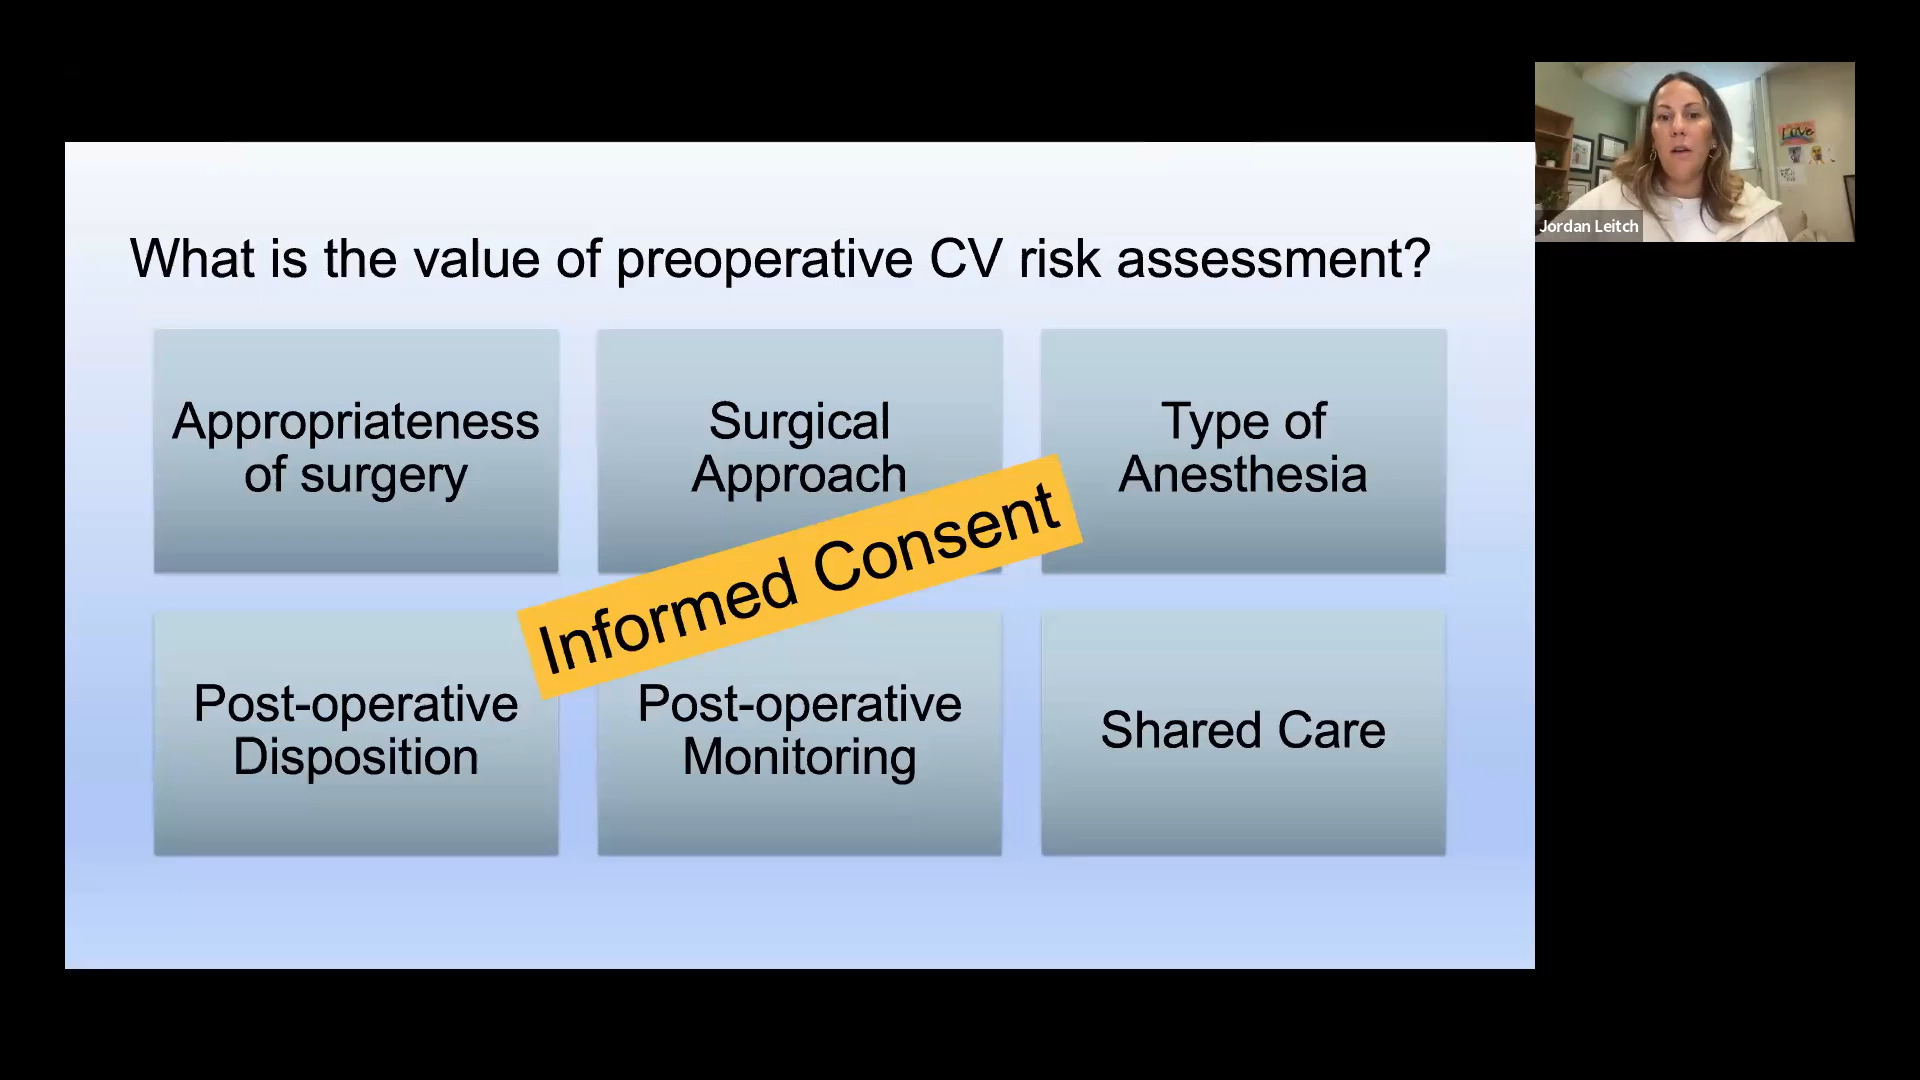 What is the value of preoperative CV risk assessment?
Appropriateness
of surgery
Surgical
Approach
Type of
Anesthesia
Informed Consent
Post-operative
Disposition
Post-operative
Monitoring
Shared Care
Jordan Leitch
LOVE